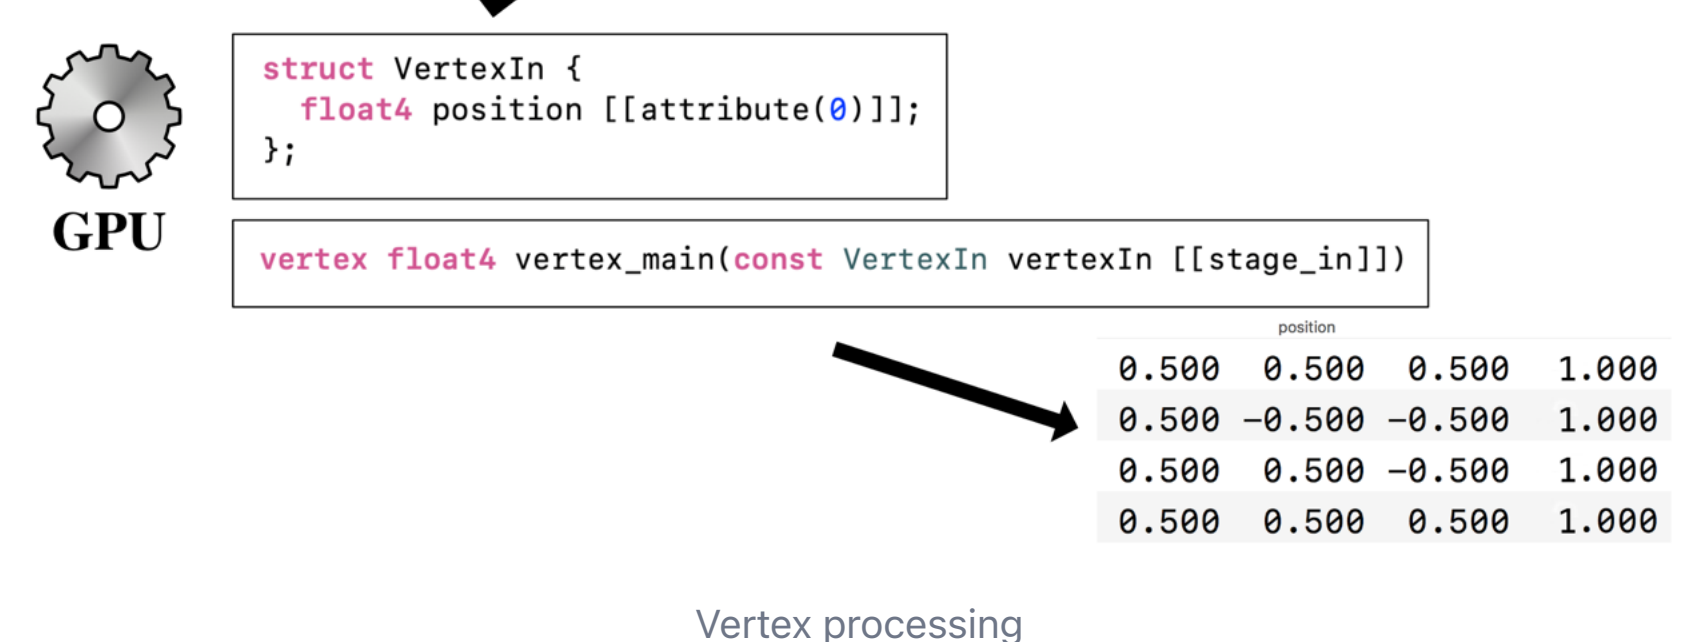 struct VertexIn {
float4 position [[attribute(0)]];
};
GPU
vertex float4 vertex_main(const VertexIn vertexIn [[stage_in]])
position
0.500 0.500 0.500 1.000
0.500 −0.500 −0.500 1.000
0.500 0.500 −0.500 1.000
0.500 0.500 0.500 1.000
Vertex processing